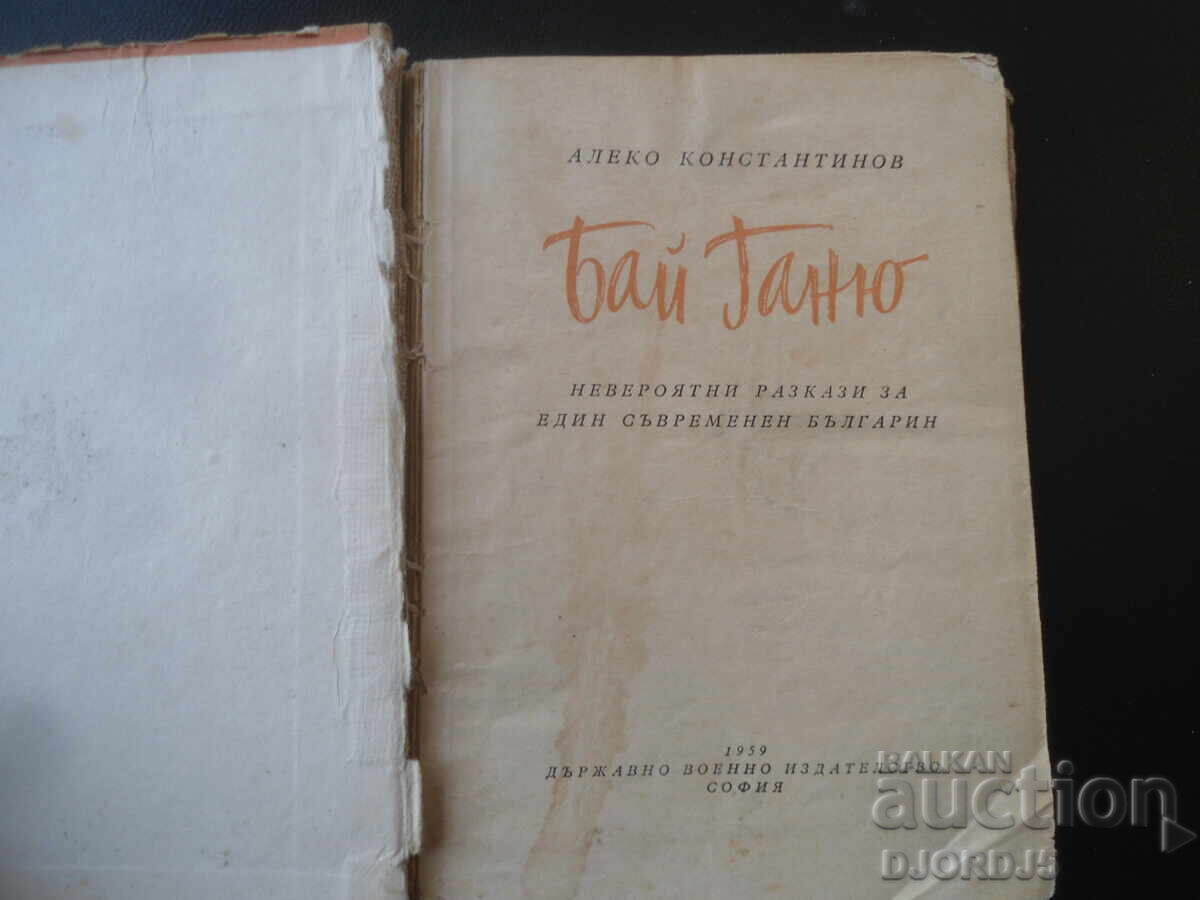 АЛЕКО КОНСТАНТИНОВ
Бай Ганю
НЕВЕРОЯТНИ РАЗКАЗИ ЗА
ЕДИН СЪВРЕМЕНЕН БЪЛГАРИН
1959
ДЪРЖАВНО ВОЕННО ИЗДАТЕЛСТВО
СОФИЯ
BALKAN
auction
DJORDJ5